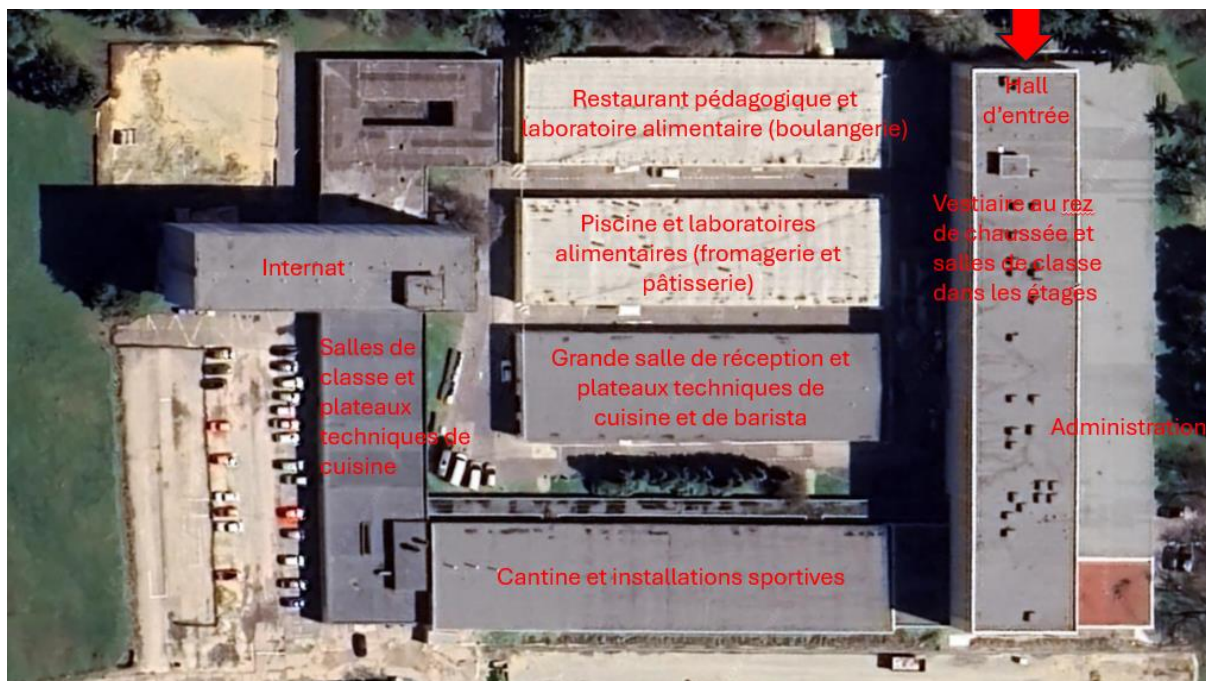 Restaurant pédagogique et
laboratoire alimentaire (boulangerie)
Hall
d'entrée
Piscine et laboratoires
alimentaires (fromagerie et
pâtisserie)
Vestiaire au rez
de chaussée et
salles de classe
dans les étages
Internat
Salles de
classe et
plateaux
techniques de
cuisine
Grande salle de réception et
plateaux techniques de
cuisine et de barista
Administration
Cantine et installations sportives